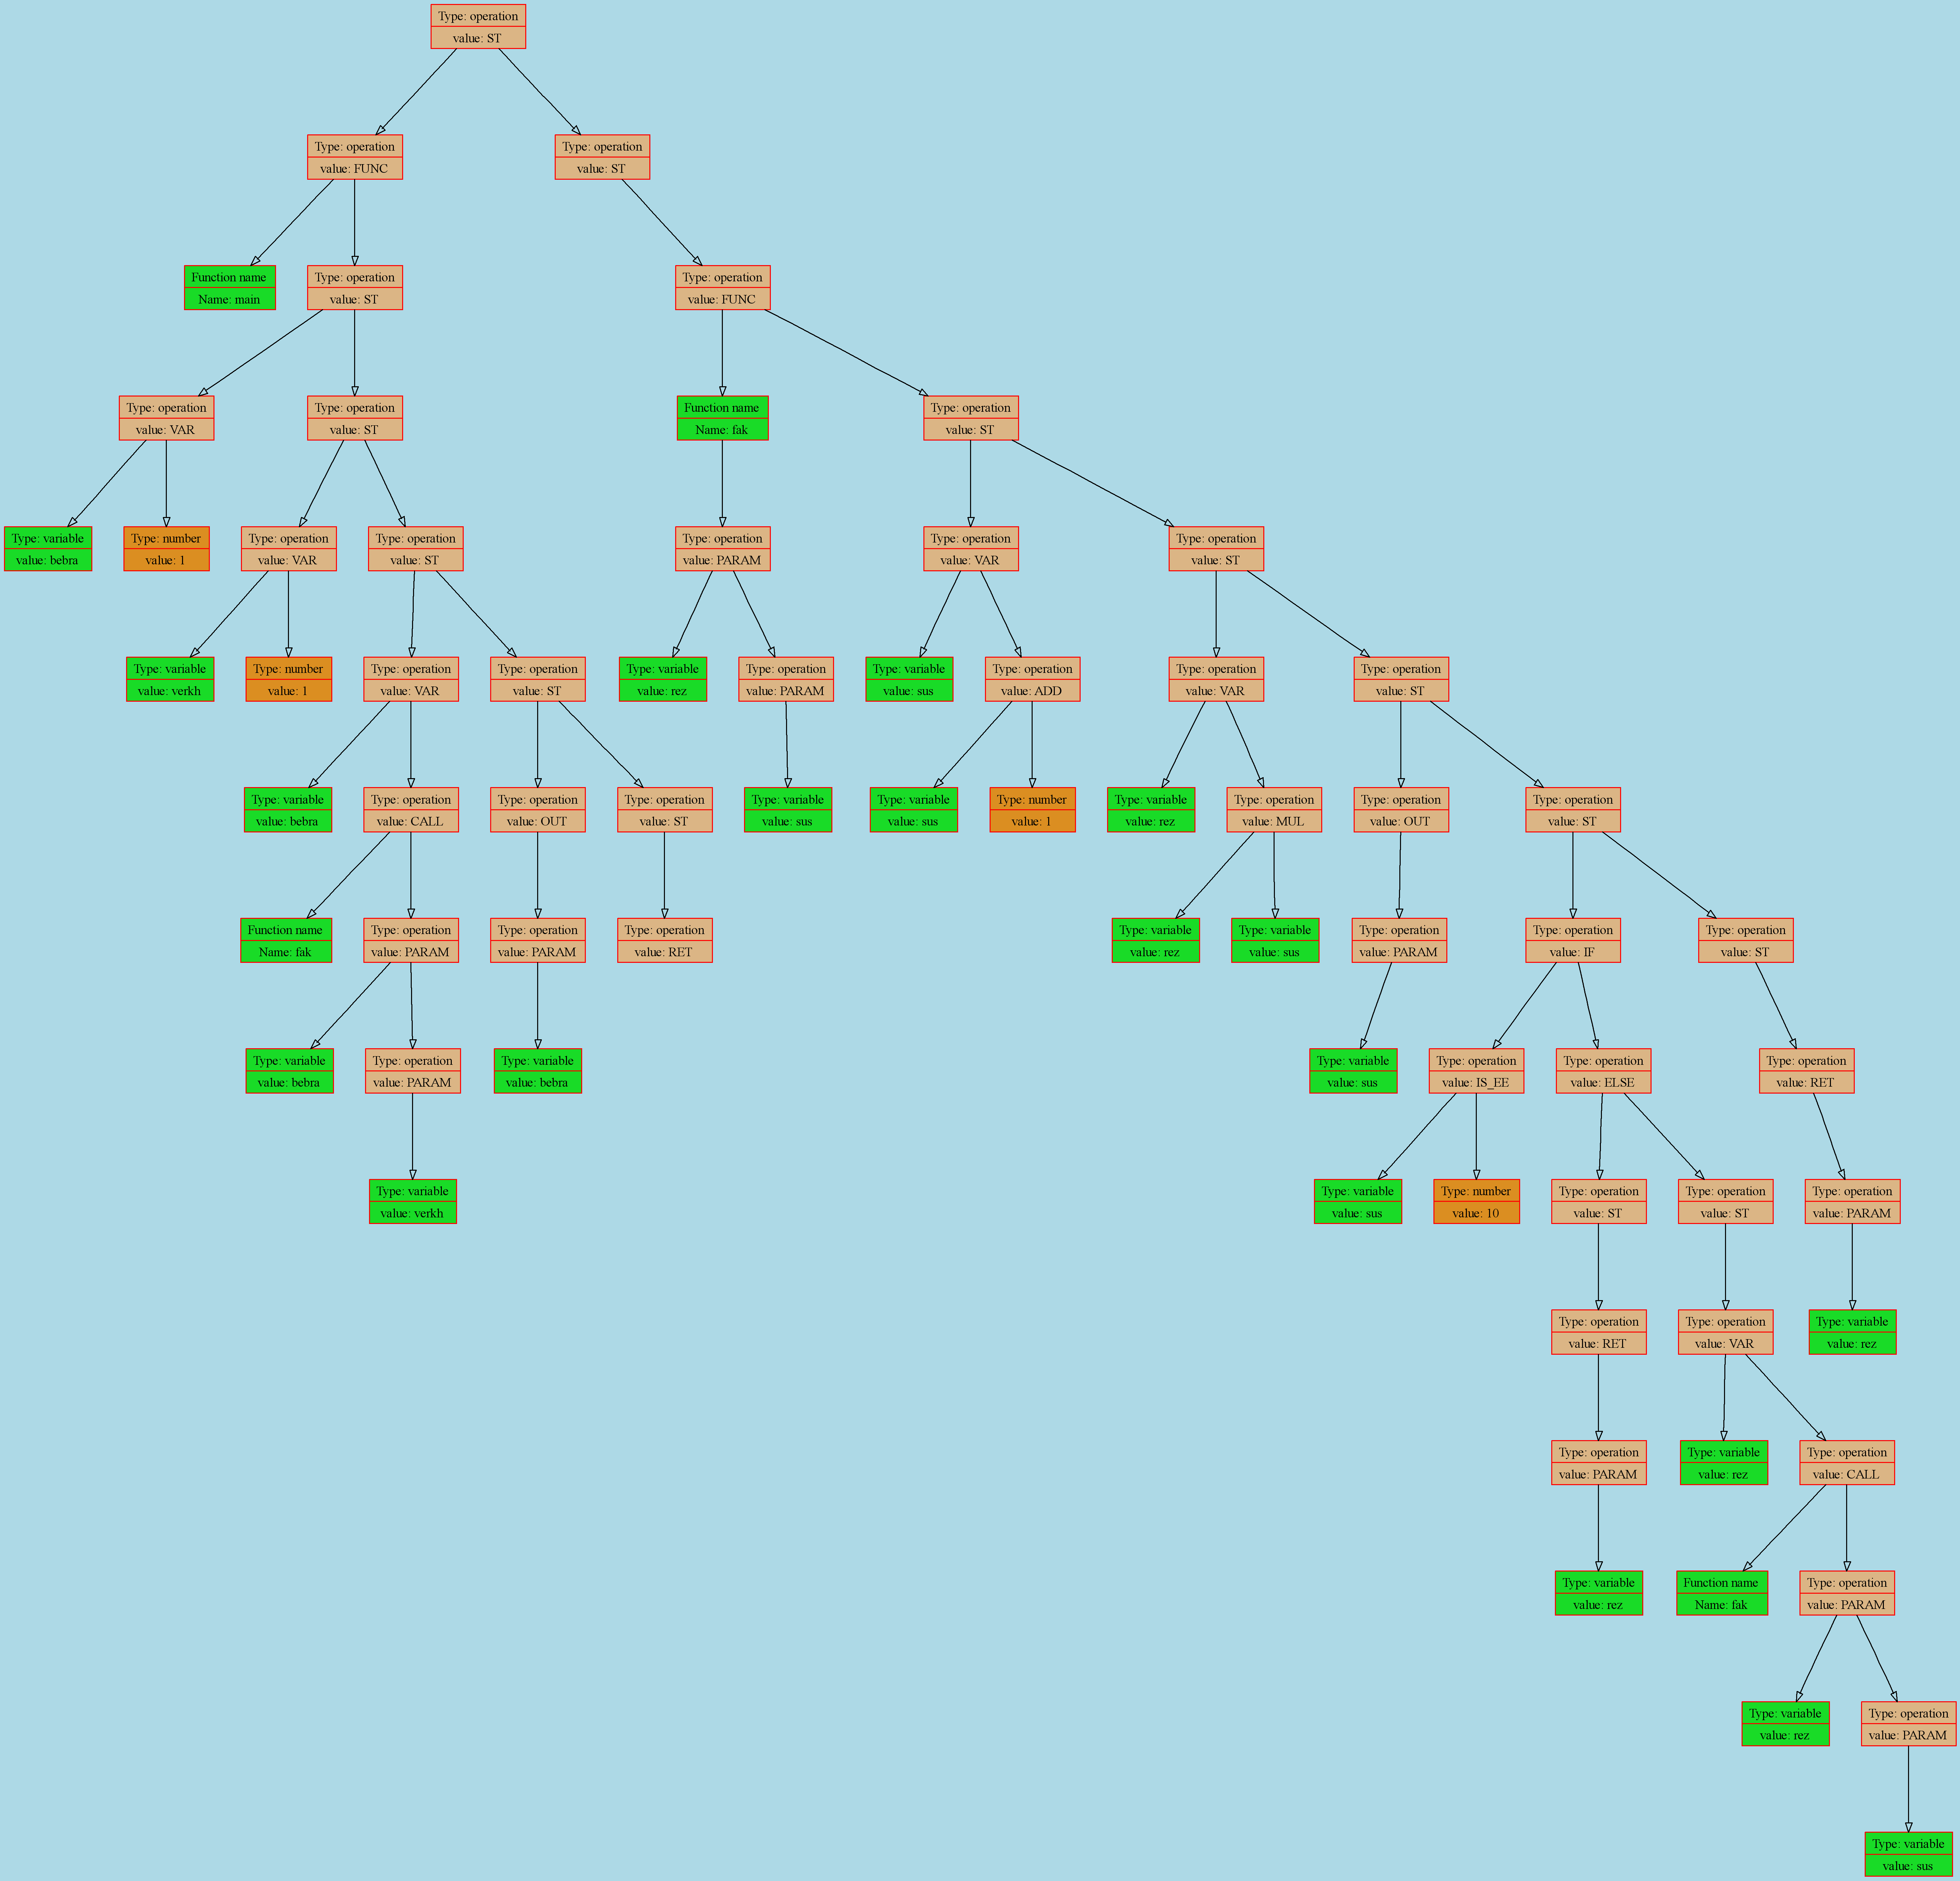 Type: operation
value: ST
Type: operation
value: FUNC
Type: operation
value: ST
Function name
Name: main
Type: operation
value: ST
Type: operation
value: FUNC
Type: operation
value: VAR
Type: operation
value: ST
Function name
Name: fak
Type: operation
value: ST
Type: variable
value: bebra
Type: number
value: 1
Type: operation
value: VAR
Type: operation
value: ST
Type: operation
value: PARAM
Type: operation
value: VAR
Type: operation
value: ST
Type: variable
value: verkh
Type: number
value: 1
Type: operation
value: VAR
Type: operation
value: ST
Type: variable
value: rez
Type: operation
value: PARAM
Type: variable
value: sus
Type: operation
value: ADD
Type: operation
value: VAR
Type: operation
value: ST
Type: variable
value: bebra
Type: operation
value: CALL
Type: operation
value: OUT
Type: operation
value: ST
Type: variable
value: sus
Type: variable
value: sus
Type: number
value: 1
Type: variable
value: rez
Type: operation
value: MUL
Type: operation
value: OUT
Type: operation
value: ST
Function name
Name: fak
Type: operation
value: PARAM
Type: operation
value: PARAM
Type: operation
value: RET
Type: variable
value: rez
Type: variable
value: sus
Type: operation
value: PARAM
Type: operation
value: IF
Type: operation
value: ST
Type: variable
value: bebra
Type: operation
value: PARAM
Type: variable
value: bebra
Type: variable
value: sus
Type: operation
value: IS_EE
Type: operation
value: ELSE
Type: operation
value: RET
Type: variable
value: verkh
Type: variable
value: sus
Type: number
value: 10
Type: operation
value: ST
Type: operation
value: ST
Type: operation
value: PARAM
Type: operation
value: RET
Type: operation
value: VAR
Type: variable
value: rez
Type: operation
value: PARAM
Type: variable
value: rez
Type: operation
value: CALL
Type: variable
value: rez
Function name
Name: fak
Type: operation
value: PARAM
Type: variable
value: rez
Type: operation
value: PARAM
Type: variable
value: sus